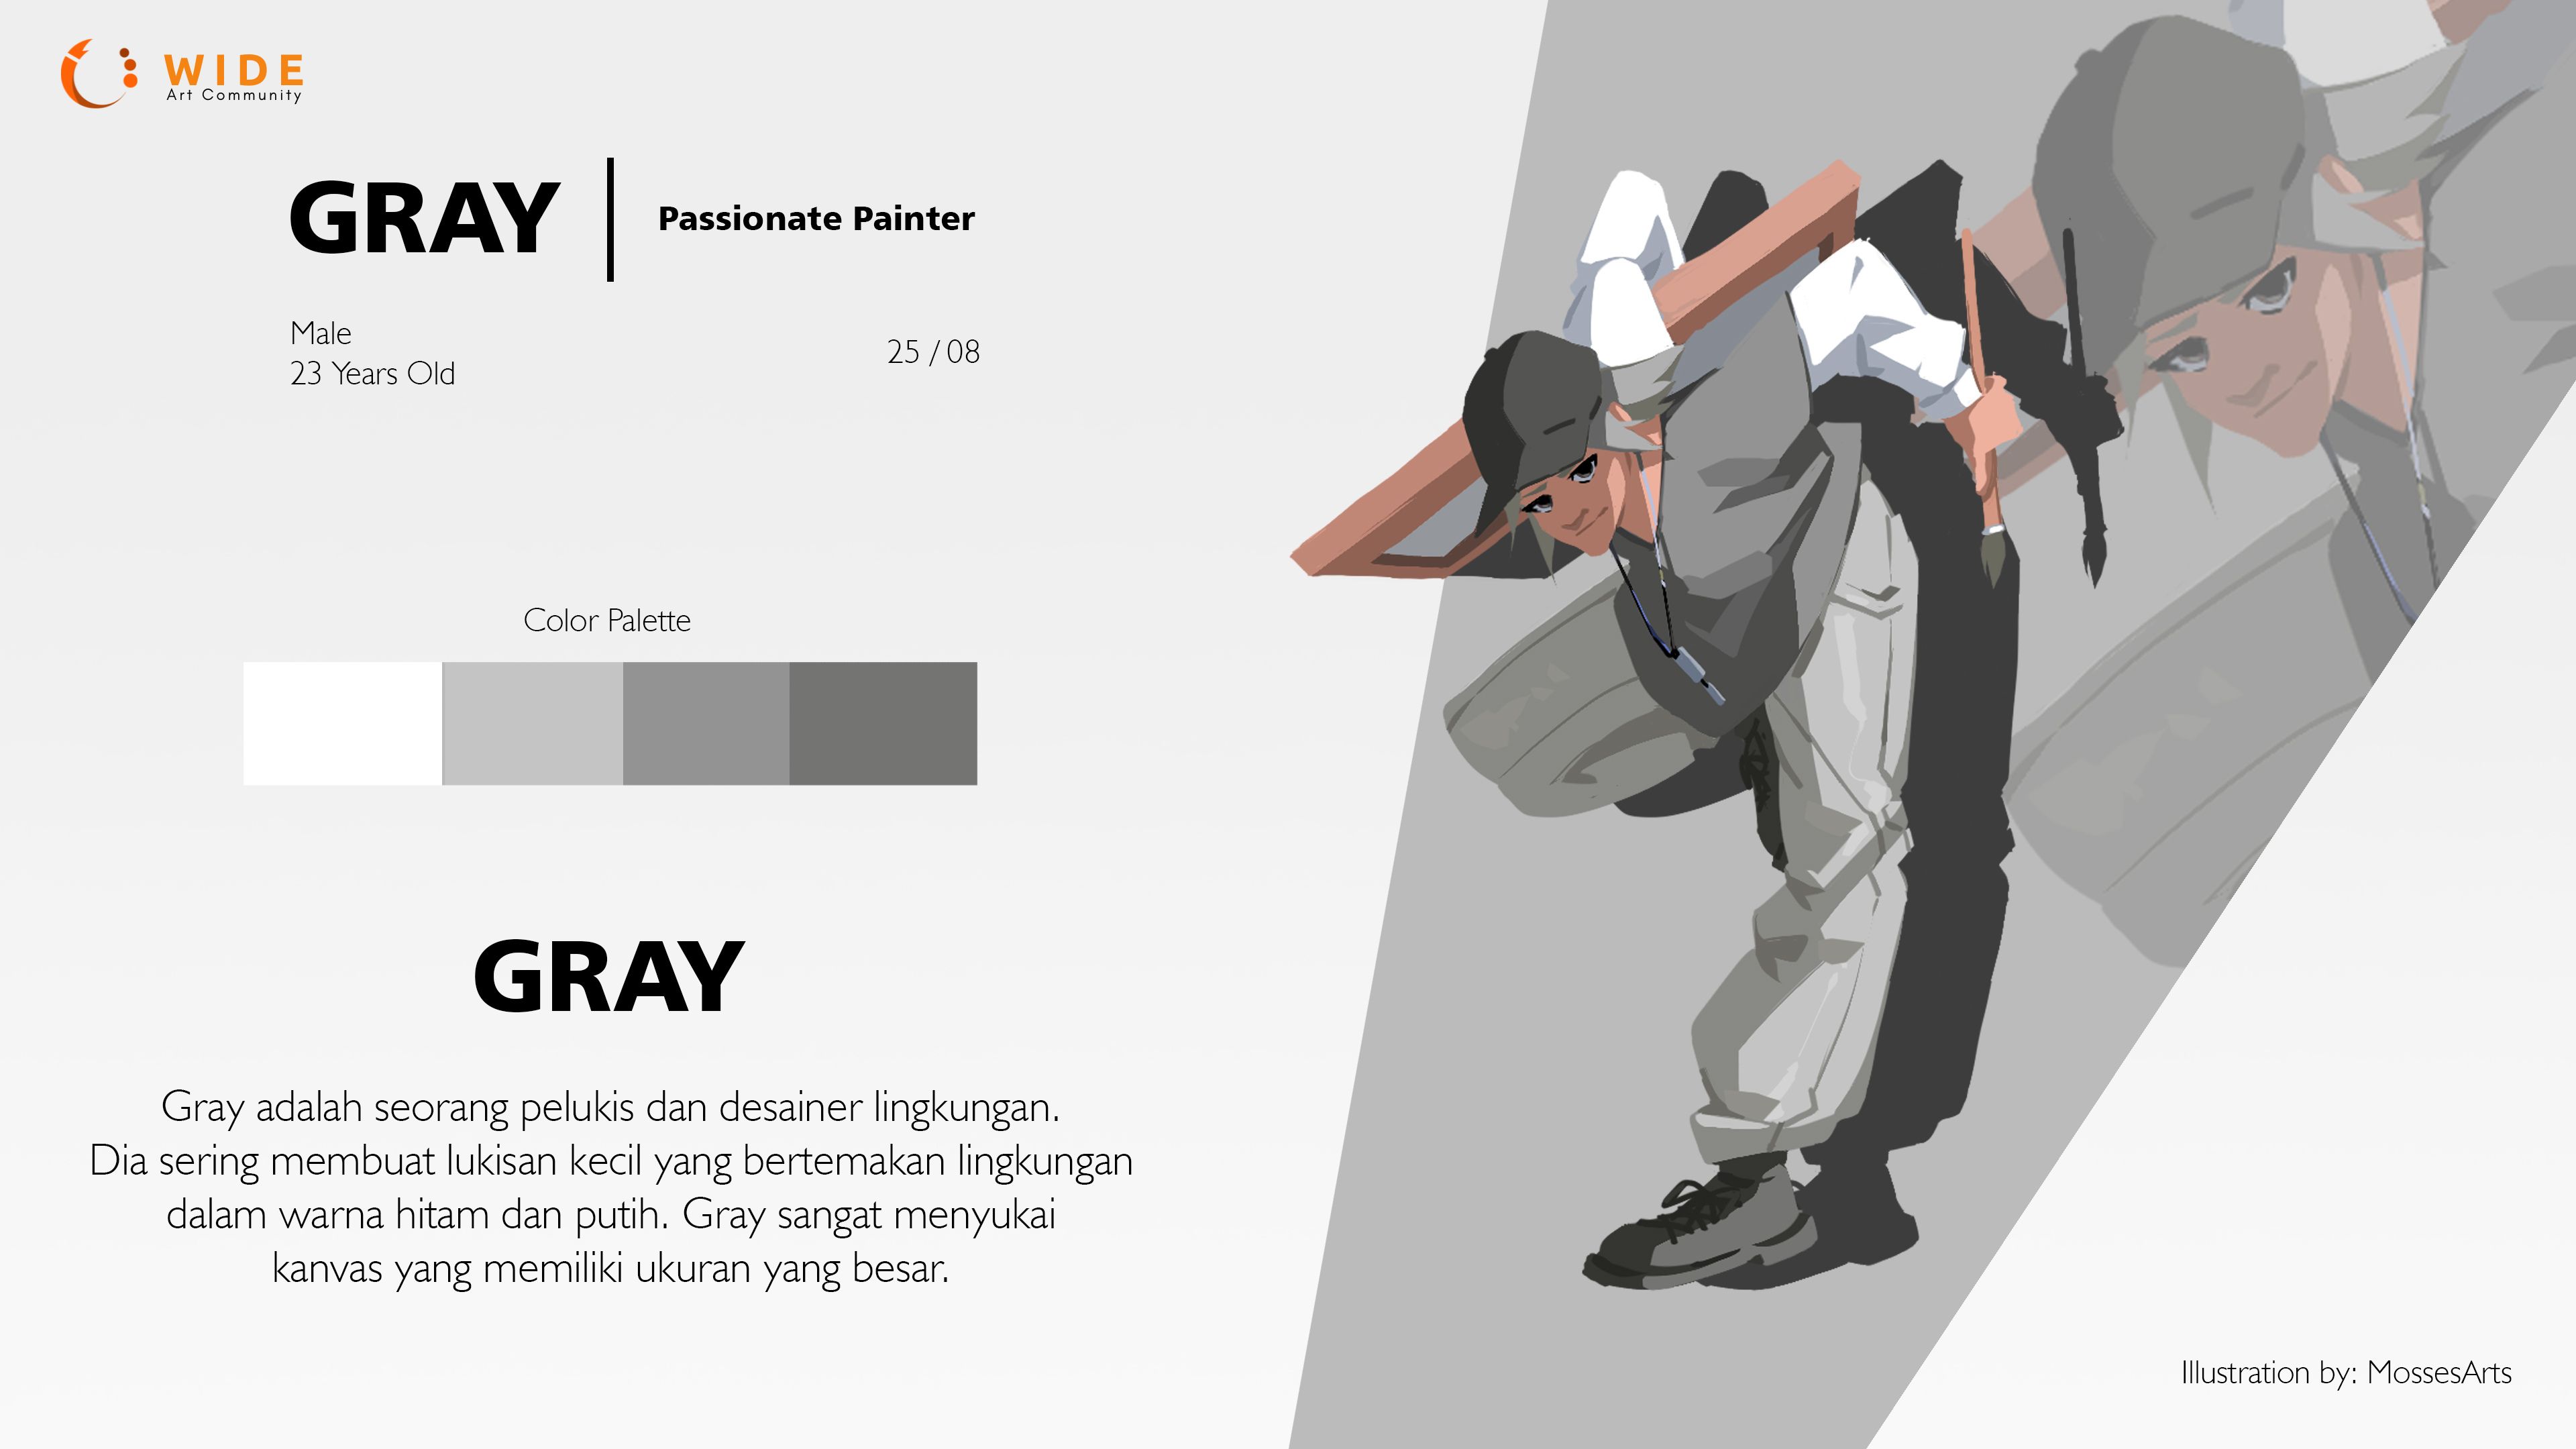 WIDE
Art Community
GRAY
Passionate Painter
Male
23 Years Old
25 / 08
Color Palette
GRAY
Gray adalah seorang pelukis dan desainer lingkungan.
Dia sering membuat lukisan kecil yang bertemakan lingkungan
dalam warna hitam dan putih. Gray sangat menyukai
kanvas yang memiliki ukuran yang besar.
Illustration by: MossesArts